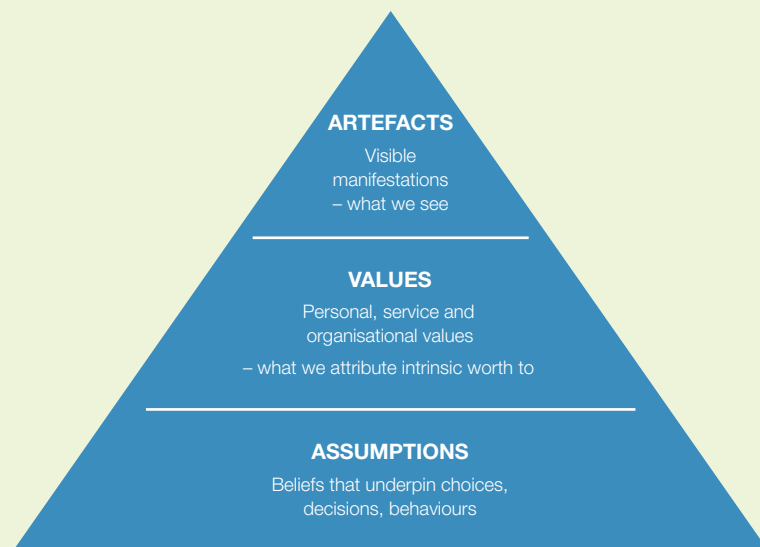 ARTEFACTS
Visible
manifestations
– what we see
VALUES
Personal, service and
organisational values
– what we attribute intrinsic worth to
ASSUMPTIONS
Beliefs that underpin choices,
decisions, behaviours